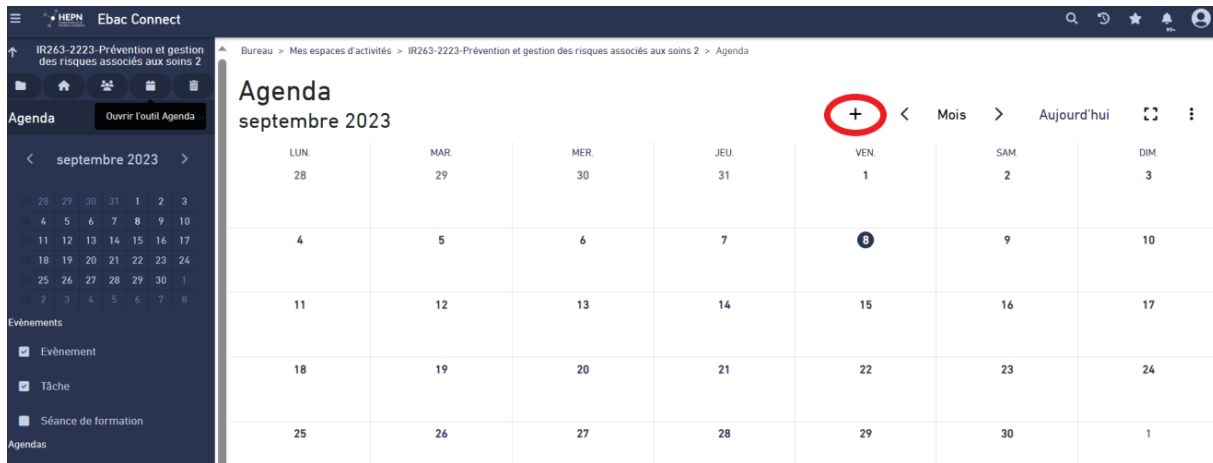 HEPN Ebac Connect
99+
IR263-2223-Prévention et gestion
des risques associés aux soins 2
Ouvrir l'outil Agenda
Agenda
septembre 2023
28 29 30 31 1 2 3
4 5 6 7 8 9 10
11 12 13 14 15 16 17
18 19 20 21 22 23 24
25 26 27 28 29 30 1
2 3 4 5 6 7 8
Evènements
Evènement
Tâche
Séance de formation
Agendas
Bureau > Mes espaces d'activités > IR263-2223-Prévention et gestion des risques associés aux soins 2 > Agenda
Agenda
septembre 2023
+ < Mois > Aujourd'hui
LUN. MAR. MER. JEU. VEN. SAM. DIM.
28 29 30 31 1 2 3
4 5 6 7 8 9 10
11 12 13 14 15 16 17
18 19 20 21 22 23 24
25 26 27 28 29 30 1